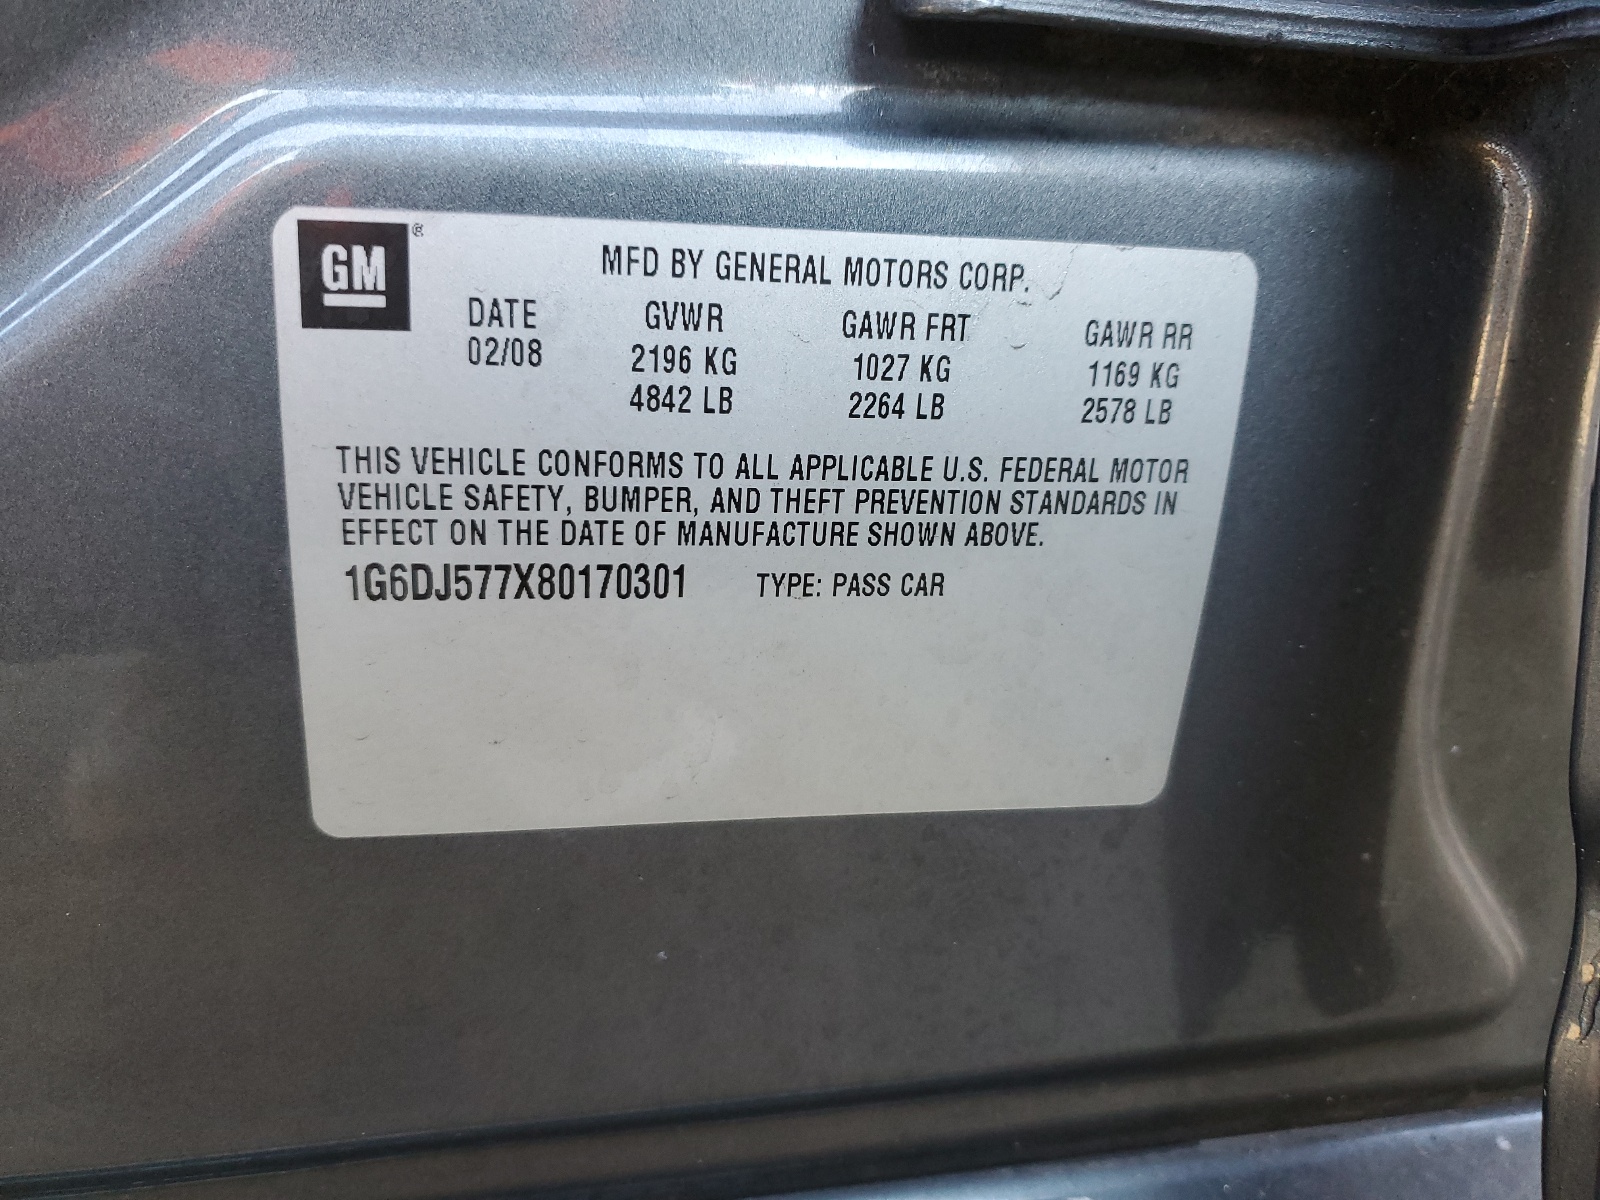 GM®
MFD BY GENERAL MOTORS CORP.
DATE GVWR GAWR FRT GAWR RR
02/08 2196 KG 1027 KG 1169 KG
4842 LB 2264 LB 2578 LB
THIS VEHICLE CONFORMS TO ALL APPLICABLE U.S. FEDERAL MOTOR
VEHICLE SAFETY, BUMPER, AND THEFT PREVENTION STANDARDS IN
EFFECT ON THE DATE OF MANUFACTURE SHOWN ABOVE.
1G6DJ577X80170301 TYPE: PASS CAR